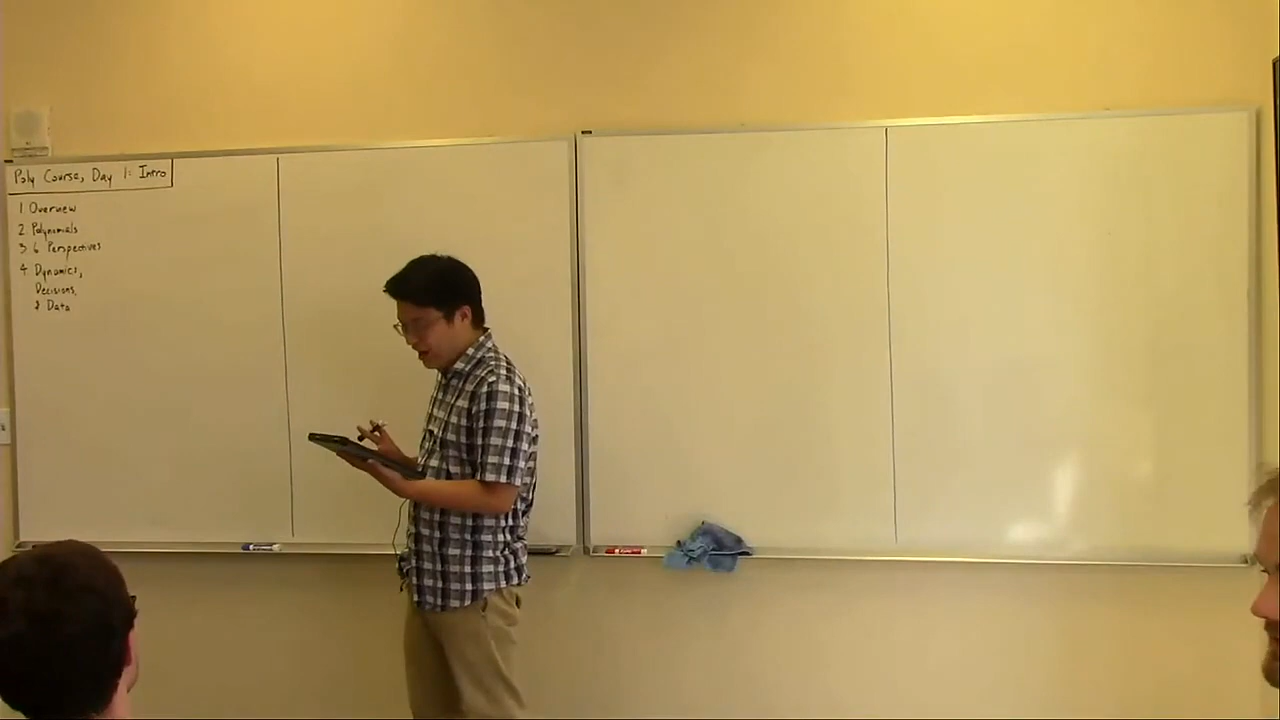 Poly Course, Day 1: Intro
1 Overview
2 Polynomials
3 6 Perspectives
4 Dynamics,
Decisions,
& Data